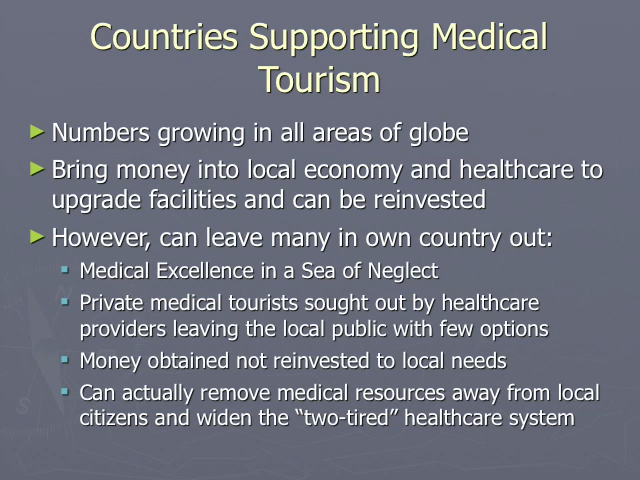 Countries Supporting Medical
Tourism
► Numbers growing in all areas of globe
► Bring money into local economy and healthcare to
upgrade facilities and can be reinvested
► However, can leave many in own country out:
▪ Medical Excellence in a Sea of Neglect
▪ Private medical tourists sought out by healthcare
providers leaving the local public with few options
▪ Money obtained not reinvested to local needs
▪ Can actually remove medical resources away from local
citizens and widen the “two-tired” healthcare system
N
S